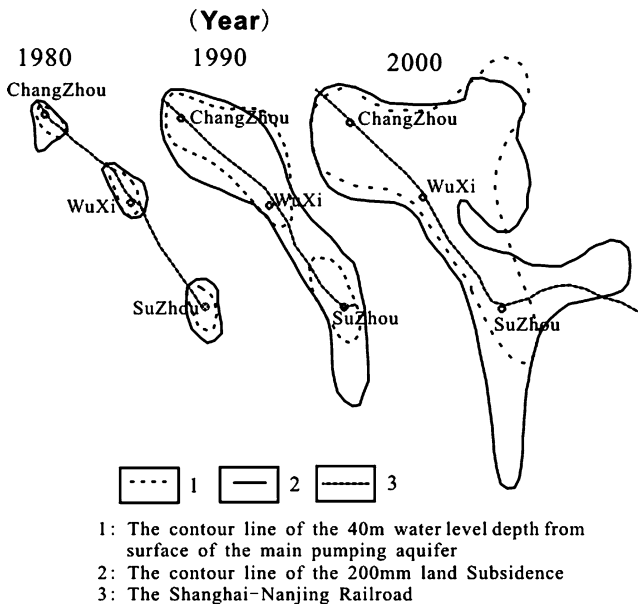 (Year)
1980 1990 2000
ChangZhou
ChangZhou
ChangZhou
WuXi
WuXi
WuXi
SuZhou
SuZhou
SuZhou
1 2 3
1: The contour line of the 40m water level depth from
surface of the main pumping aquifer
2: The contour line of the 200mm land Subsidence
3: The Shanghai-Nanjing Railroad